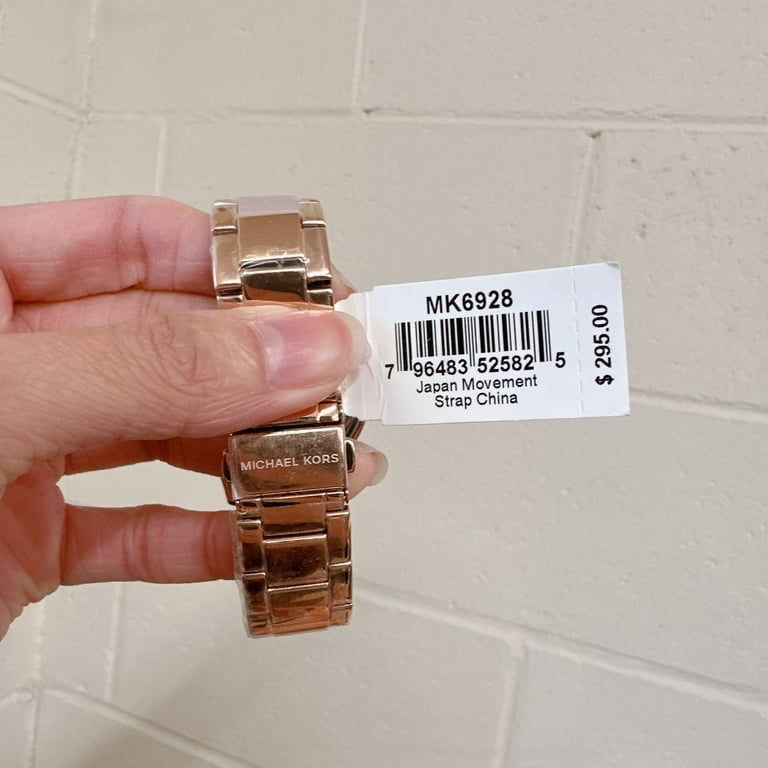 MK6928
7 96483 52582 5
Japan Movement
Strap China
$ 295.00
MICHAEL KORS